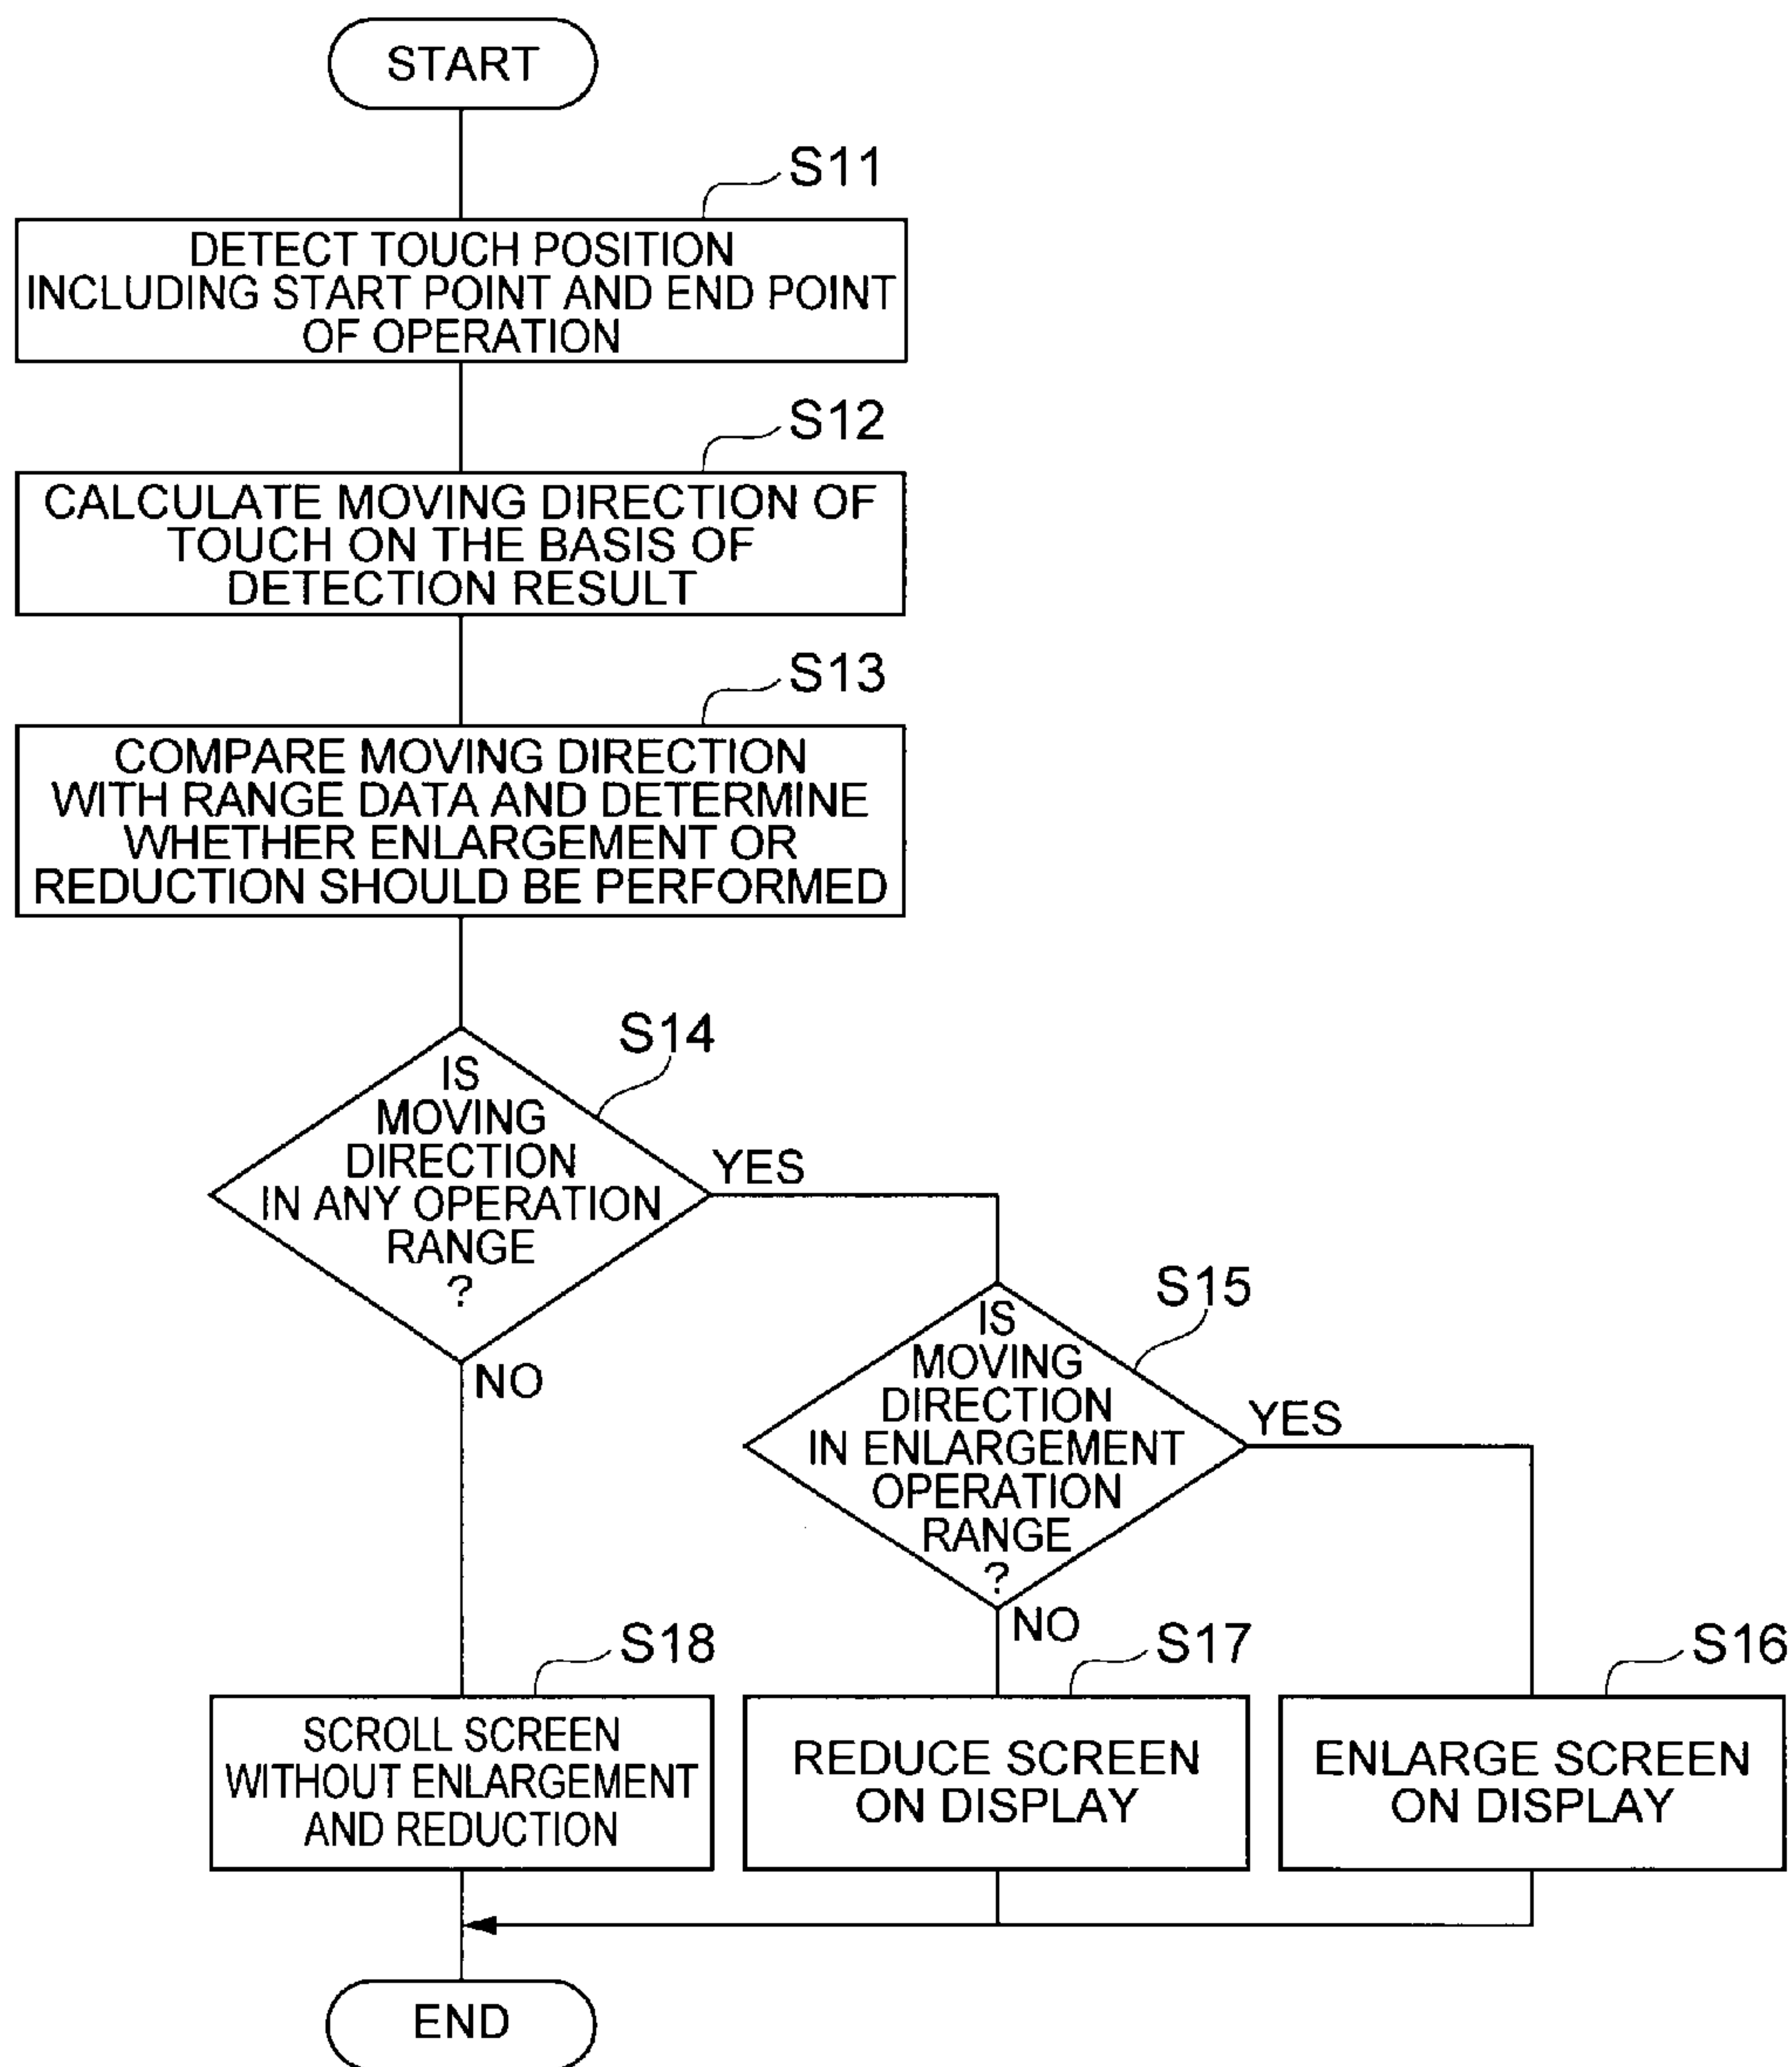 START
S11
DETECT TOUCH POSITION
INCLUDING START POINT AND END POINT
OF OPERATION
S12
CALCULATE MOVING DIRECTION OF
TOUCH ON THE BASIS OF
DETECTION RESULT
S13
COMPARE MOVING DIRECTION
WITH RANGE DATA AND DETERMINE
WHETHER ENLARGEMENT OR
REDUCTION SHOULD BE PERFORMED
S14
IS
MOVING
DIRECTION
IN ANY OPERATION
RANGE
?
YES
NO
S15
IS
MOVING
DIRECTION
IN ENLARGEMENT
OPERATION
RANGE
?
YES
NO
S18
SCROLL SCREEN
WITHOUT ENLARGEMENT
AND REDUCTION
S17
REDUCE SCREEN
ON DISPLAY
S16
ENLARGE SCREEN
ON DISPLAY
END